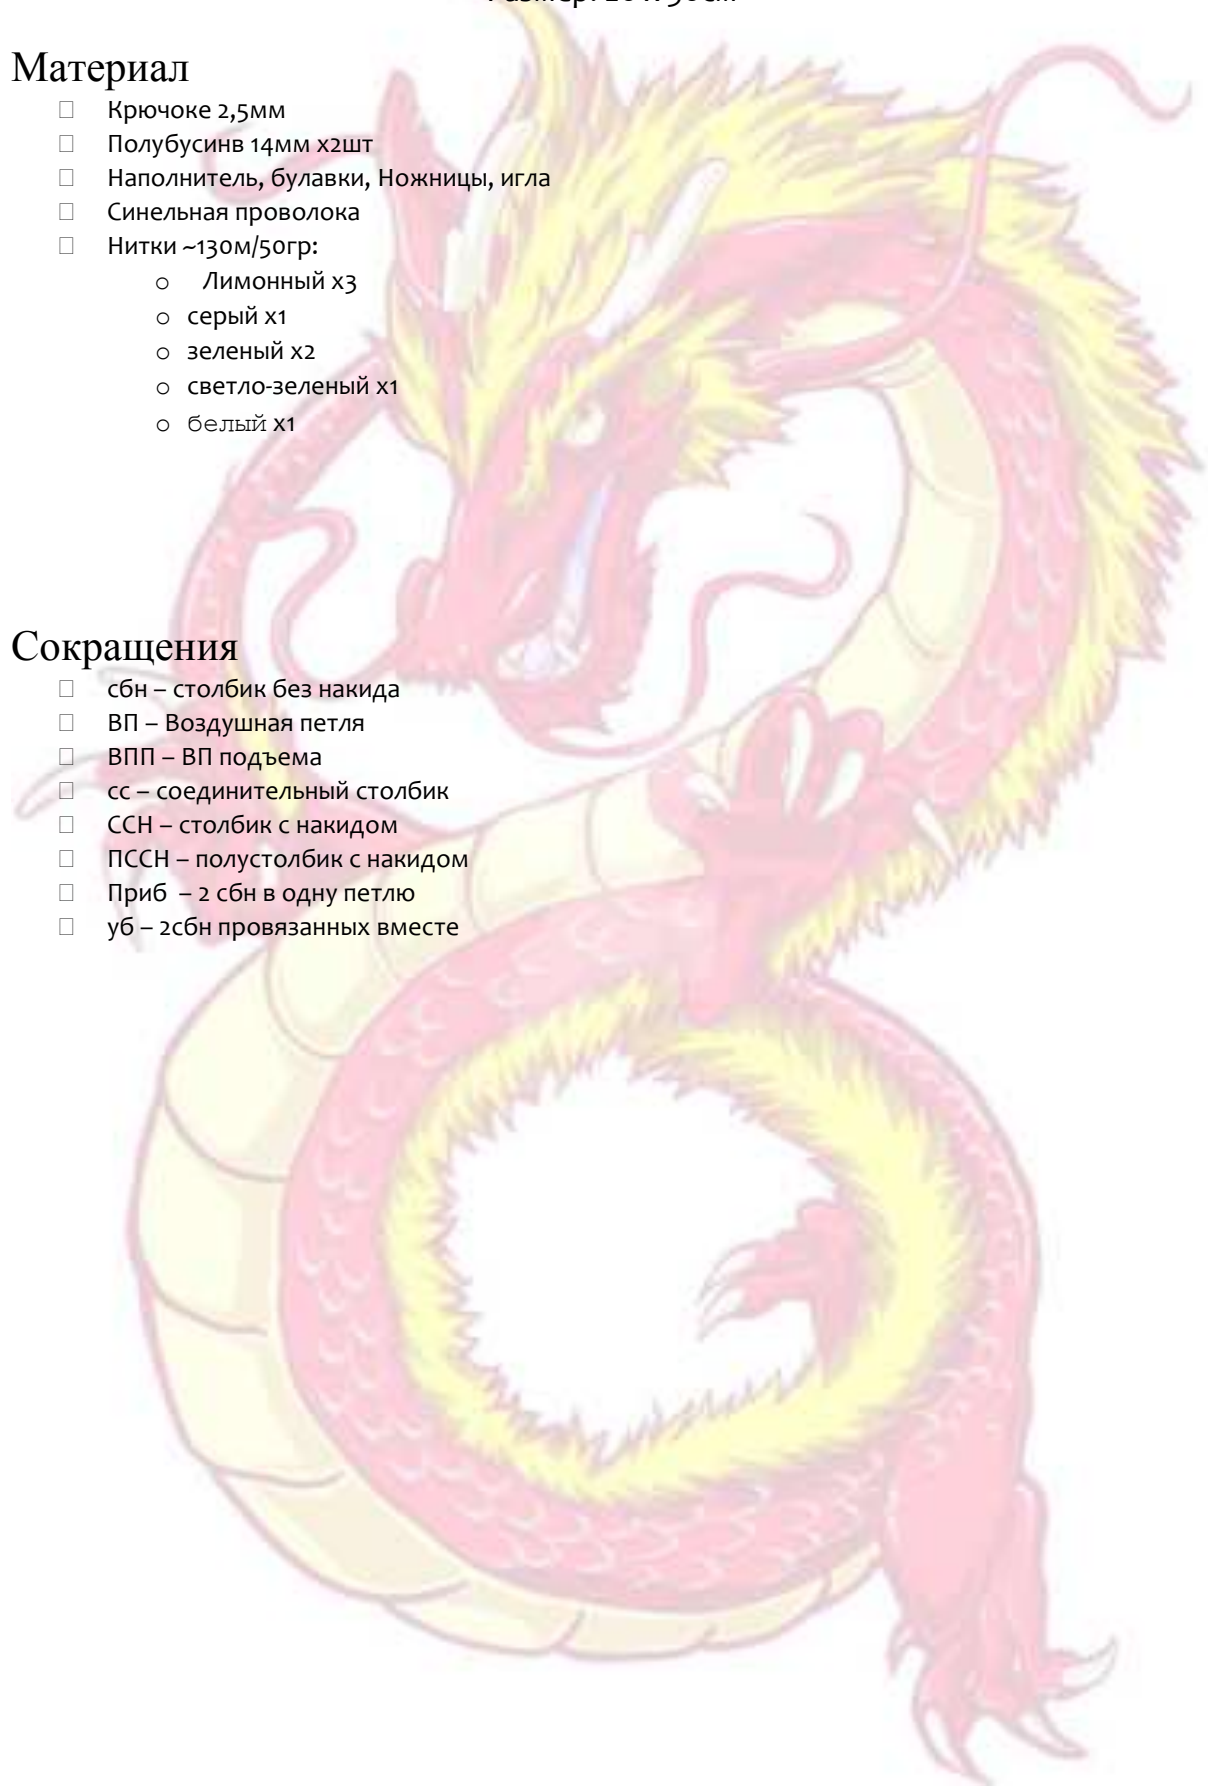 Материал
Крючоке 2,5мм
Полубусинв 14мм х2шт
Наполнитель, булавки, Ножницы, игла
Синельная проволока
Нитки ~130м/50гр:
Лимонный х3
серый х1
зеленый х2
светло-зеленый х1
белый х1
Сокращения
сбн – столбик без накида
ВП – Воздушная петля
ВПП – ВП подъема
сс – соединительный столбик
ССН – столбик с накидом
ПССН – полустолбик с накидом
Приб – 2 сбн в одну петлю
уб – 2сбн провязанных вместе